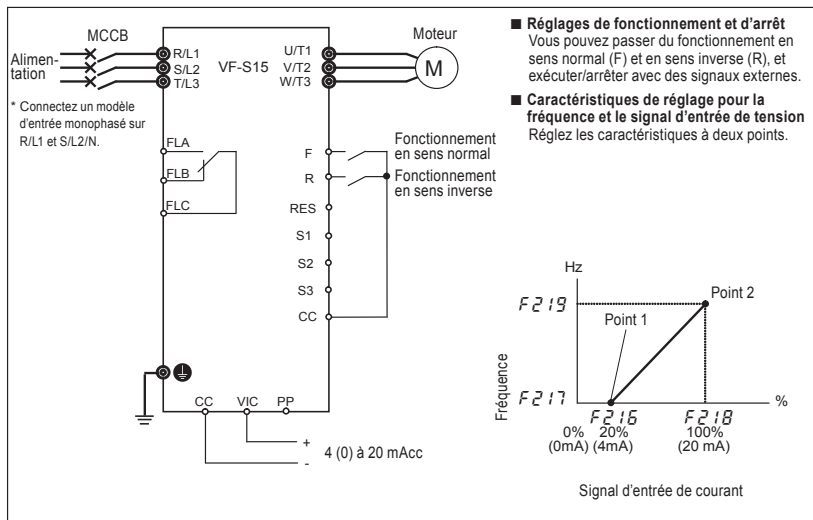 MCCB
Alimen-
tation
R/L1
S/L2
T/L3
VF-S15
U/T1
V/T2
W/T3
Moteur
M
* Connectez un modèle
d'entrée monophasé sur
R/L1 et S/L2/N.
FLA
FLB
FLC
F
R
RES
S1
S2
S3
CC
Fonctionnement
en sens normal
Fonctionnement
en sens inverse
CC
VIC
PP
+
-
4 (0) à 20 mAcc
■ Réglages de fonctionnement et d'arrêt
Vous pouvez passer du fonctionnement en
sens normal (F) et en sens inverse (R), et
exécuter/arrêter avec des signaux externes.
■ Caractéristiques de réglage pour la
fréquence et le signal d'entrée de tension
Réglez les caractéristiques à deux points.
Hz
F219
Point 2
Point 1
Fréquence
F217
%
F216
F218
0%
20%
100%
(0mA)
(4mA)
(20 mA)
Signal d'entrée de courant